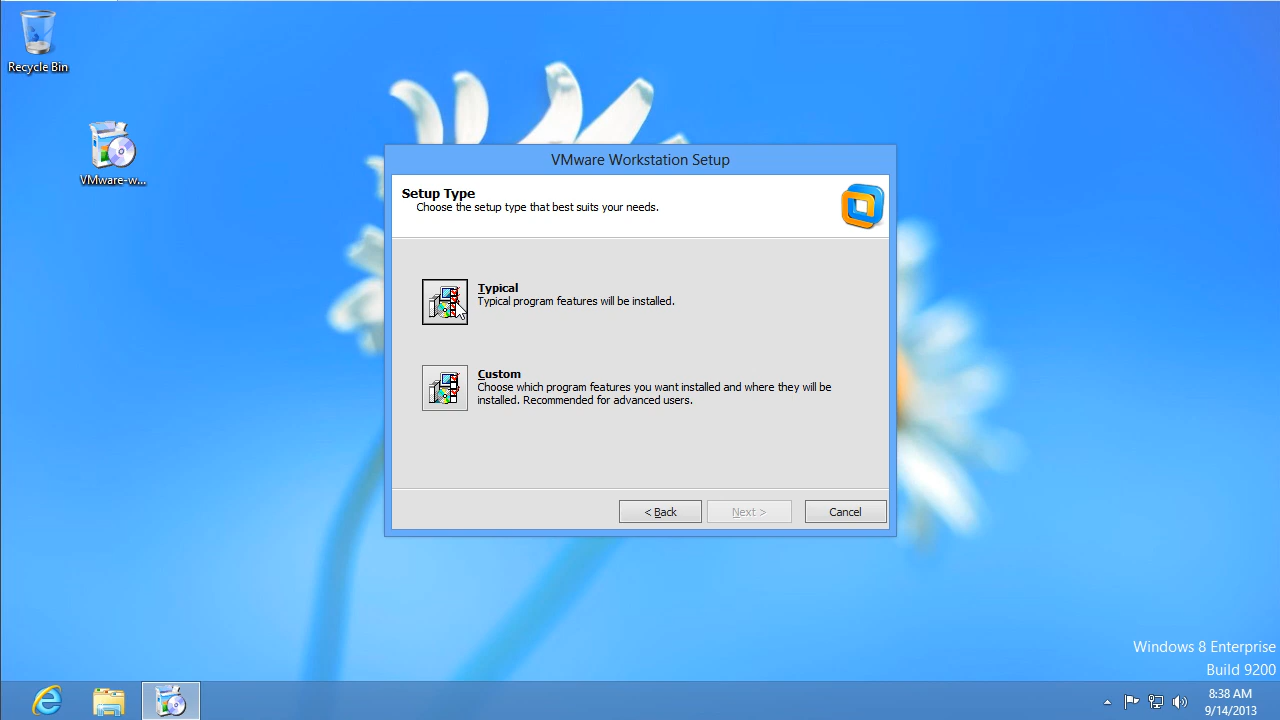 Recycle Bin
VMware-w...
VMware Workstation Setup
Setup Type
Choose the setup type that best suits your needs.
Typical
Typical program features will be installed.
Custom
Choose which program features you want installed and where they will be
installed. Recommended for advanced users.
< Back
Next >
Cancel
Windows 8 Enterprise
Build 9200
8:38 AM
9/14/2013